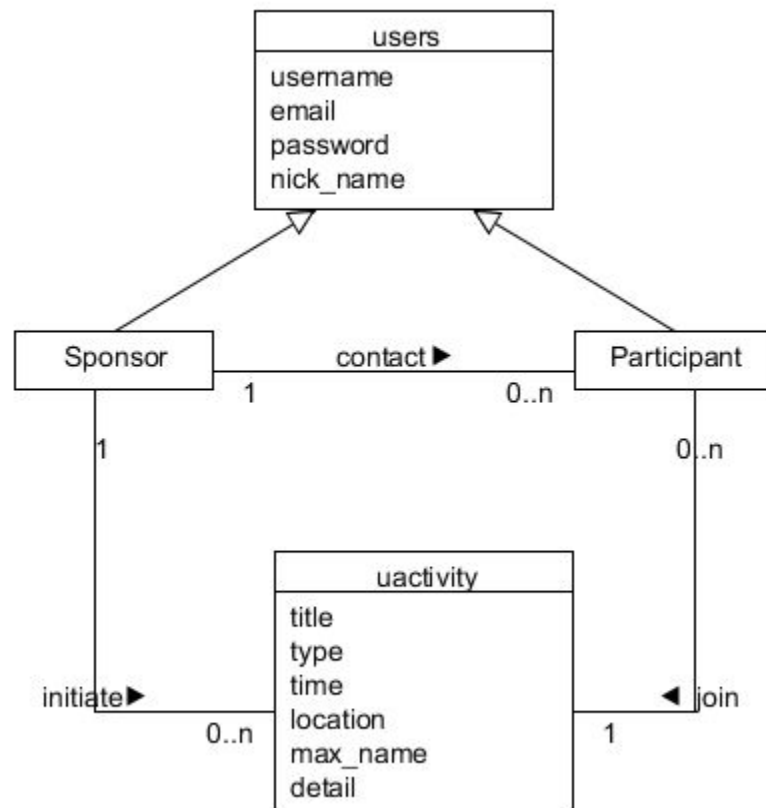 users
username
email
password
nick_name
Sponsor
contact ▶
Participant
1
0..n
1
0..n
uactivity
title
type
time
location
max_name
detail
initiate ▶
0..n
◀ join
1